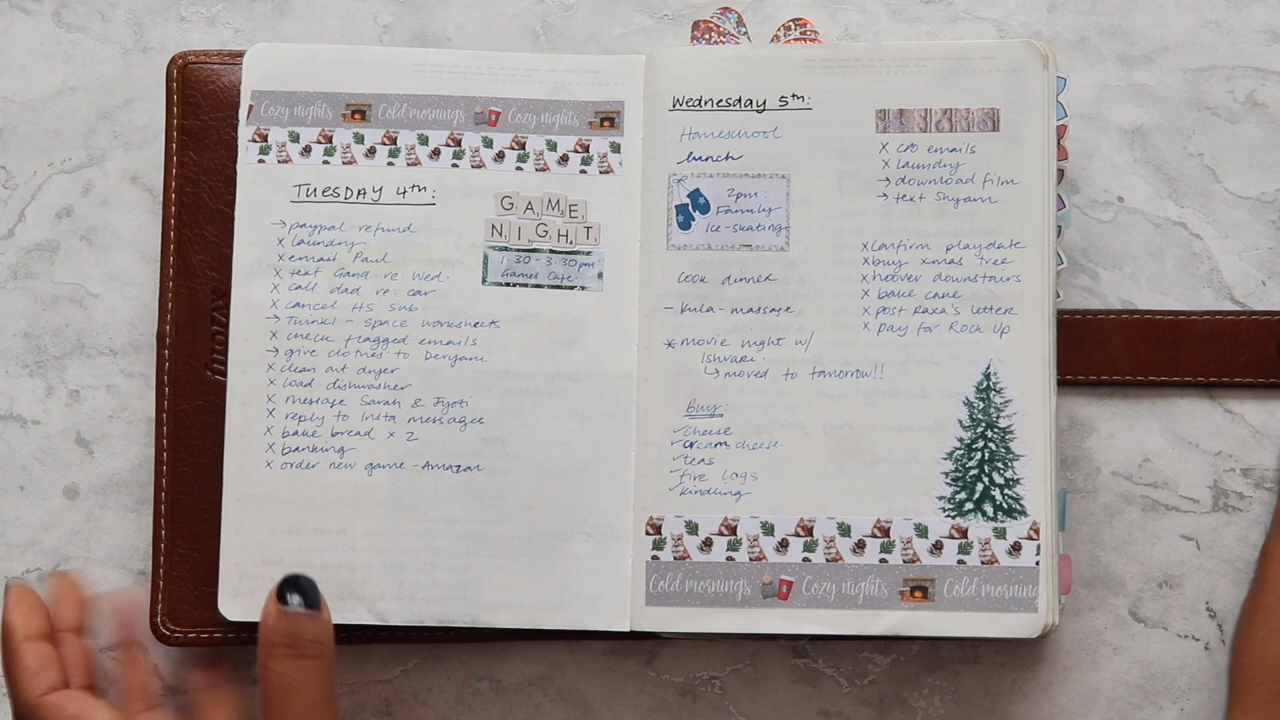 Cozy nights Cold mornings Cozy nights
TUESDAY 4th:
GAME
NIGHT
1.30 - 3.30pm
Games Cafe.
→ paypal refund
x laundry
x email Paul
x text Gand. re. Wed.
x call dad re. car
x cancel HS sub.
→ Twinkl - space worksheets
x check flagged emails
→ give clothes to Devyani
x clean out dryer
x load dishwasher
x message Sarah & Jyoti
x reply to Insta messages
x bake bread x 2
x banking
x order new game - Amazon
Wednesday 5th:
Homeschool
lunch
2pm:
Family
Ice-skating
cook dinner
- Kula - massage
* movie night w/
Ishvari.
↳ moved to tomorrow!!
Buy:
✓ cheese
✓ cream cheese
✓ teas
✓ fire logs
✓ kindling
x CPD emails
x laundry
→ download film
→ text Shyam
x confirm playdate
x buy xmas tree
x hoover downstairs
x bake cake
x post Raxa's letter
x pay for Rock Up
Cold mornings Cozy nights Cold morning